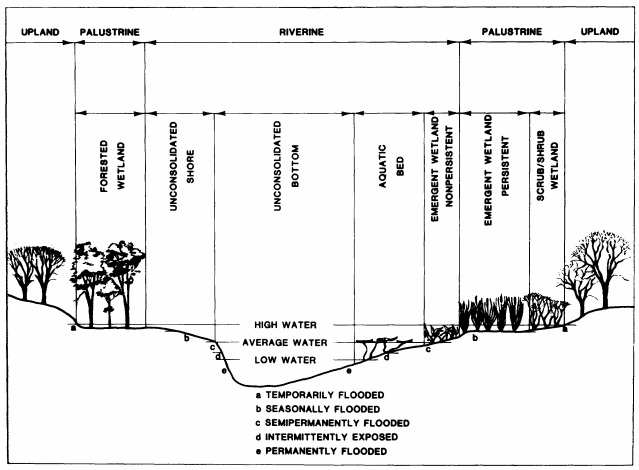 UPLAND
PALUSTRINE
RIVERINE
PALUSTRINE
UPLAND
FORESTED
WETLAND
UNCONSOLIDATED
SHORE
UNCONSOLIDATED
BOTTOM
AQUATIC
BED
EMERGENT WETLAND
NONPERSISTENT
EMERGENT WETLAND
PERSISTENT
SCRUB/SHRUB
WETLAND
HIGH WATER
AVERAGE WATER
LOW WATER
a
b
c
d
e
e
d
c
b
a
a TEMPORARILY FLOODED
b SEASONALLY FLOODED
c SEMIPERMANENTLY FLOODED
d INTERMITTENTLY EXPOSED
e PERMANENTLY FLOODED